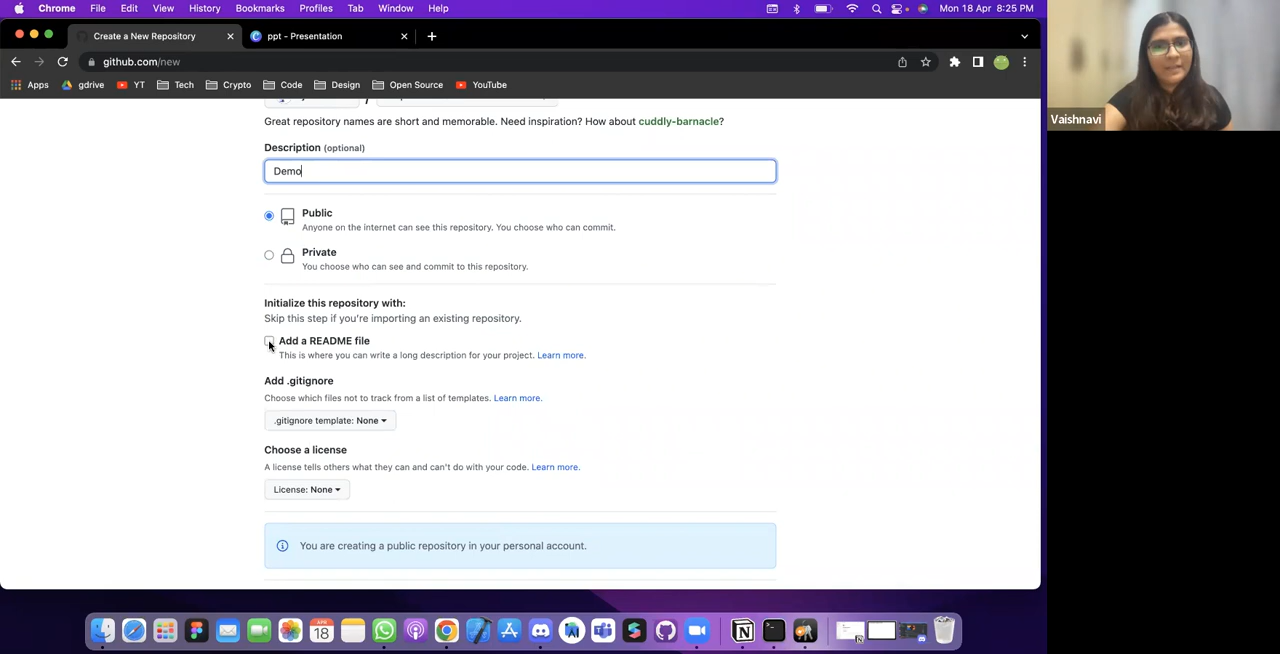 Chrome File Edit View History Bookmarks Profiles Tab Window Help Mon 18 Apr 8:25 PM
Create a New Repository ppt - Presentation
github.com/new
Apps gdrive YT Tech Crypto Code Design Open Source YouTube
Vaishnavi
/
Great repository names are short and memorable. Need inspiration? How about cuddly-barnacle?
Description (optional)
Demo
Public
Anyone on the internet can see this repository. You choose who can commit.
Private
You choose who can see and commit to this repository.
Initialize this repository with:
Skip this step if you're importing an existing repository.
Add a README file
This is where you can write a long description for your project. Learn more.
Add .gitignore
Choose which files not to track from a list of templates. Learn more.
.gitignore template: None
Choose a license
A license tells others what they can and can't do with your code. Learn more.
License: None
You are creating a public repository in your personal account.
APR
18